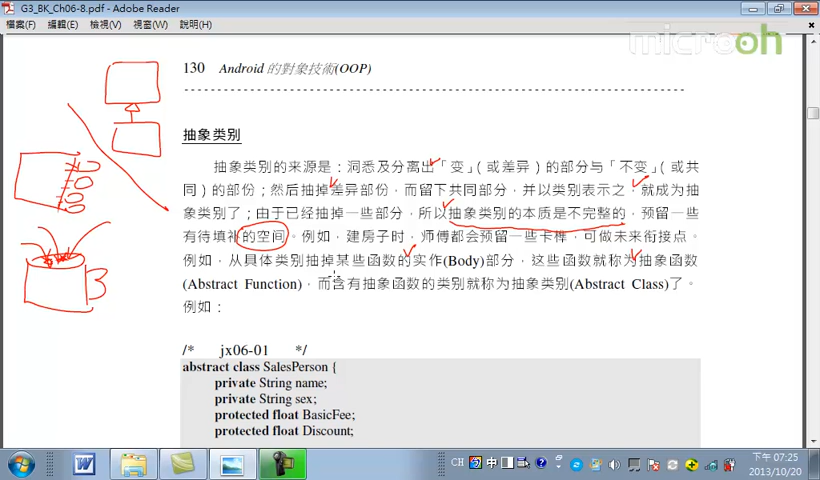 G3_BK_Ch06-8.pdf - Adobe Reader
檔案(F) 編輯(E) 檢視(V) 視窗(W) 說明(H)
microoh
130 Android 的對象技術(OOP)
抽象类别
抽象类别的来源是：洞悉及分离出「变」(或差异)的部分与「不变」(或共
同)的部份；然后抽掉差异部份，而留下共同部分，并以类别表示之，就成为抽
象类别了；由于已经抽掉一些部分，所以抽象类别的本质是不完整的，预留一些
有待填补的空间。例如，建房子时，师傅都会预留一些卡榫，可做未来衔接点。
例如，从具体类别抽掉某些函数的实作(Body)部分，这些函数就称为抽象函数
(Abstract Function)，而含有抽象函数的类别就称为抽象类别(Abstract Class)了。
例如：
/* jx06-01 */
abstract class SalesPerson {
private String name;
private String sex;
protected float BasicFee;
protected float Discount;
CH 中
下午 07:25
2013/10/20